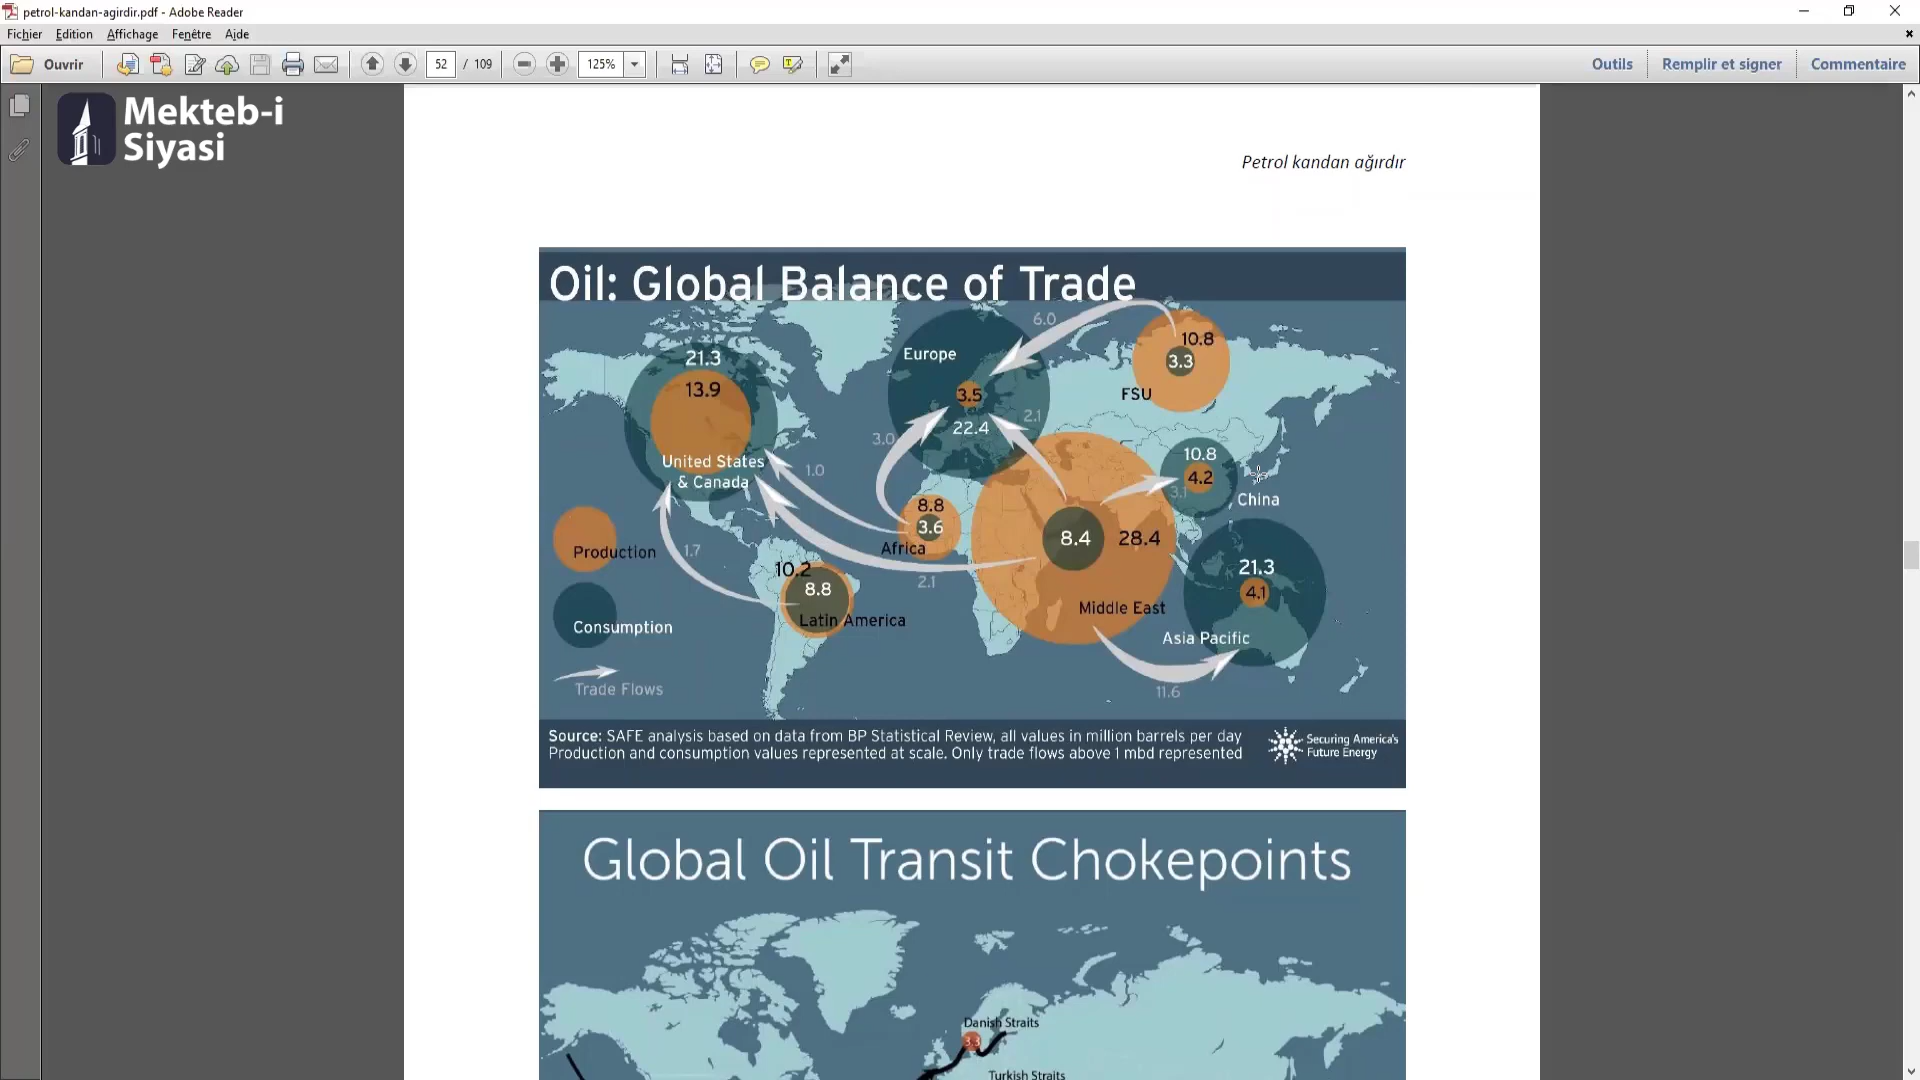 petrol-kandan-agirdir.pdf - Adobe Reader
Fichier Edition Affichage Fenêtre Aide
Ouvrir
52 / 109
125%
Outils
Remplir et signer
Commentaire
Mekteb-i
Siyasi
Petrol kandan ağırdır
Oil: Global Balance of Trade
6.0
10.8
3.3
FSU
21.3
13.9
United States
& Canada
Europe
3.5
22.4
2.1
3.0
1.0
10.8
4.2
3.1
China
8.8
3.6
Africa
8.4
28.4
Middle East
Production
1.7
10.2
8.8
Latin America
2.1
21.3
4.1
Asia Pacific
Consumption
Trade Flows
11.6
Source: SAFE analysis based on data from BP Statistical Review, all values in million barrels per day
Production and consumption values represented at scale. Only trade flows above 1 mbd represented
Securing America's
Future Energy
Global Oil Transit Chokepoints
Danish Straits
3.3
Turkish Straits